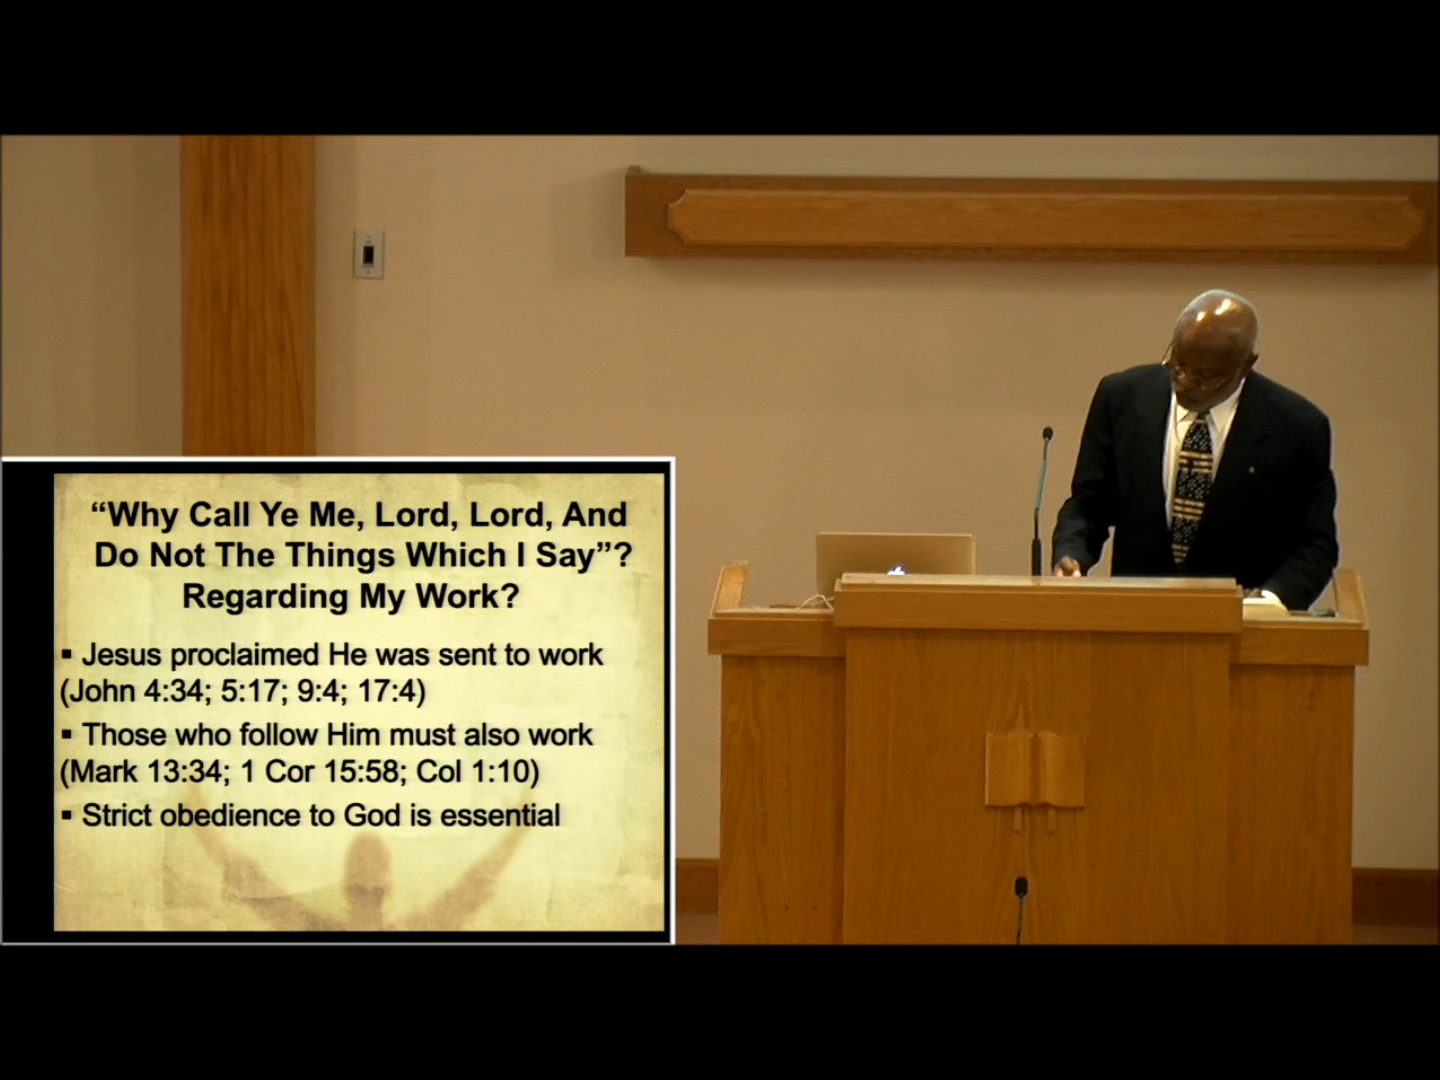 “Why Call Ye Me, Lord, Lord, And
Do Not The Things Which I Say”?
Regarding My Work?
▪ Jesus proclaimed He was sent to work
(John 4:34; 5:17; 9:4; 17:4)
▪ Those who follow Him must also work
(Mark 13:34; 1 Cor 15:58; Col 1:10)
▪ Strict obedience to God is essential